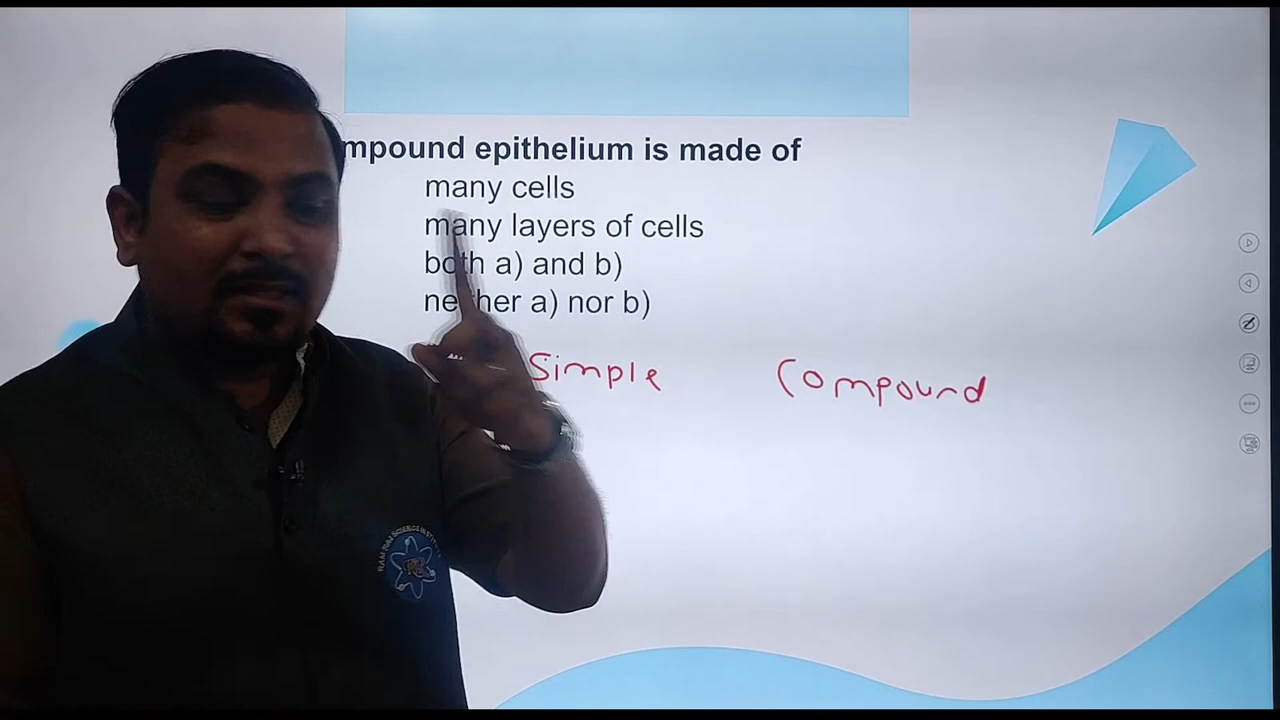 mpound epithelium is made of
many cells
many layers of cells
both a) and b)
neither a) nor b)
Simple Compound